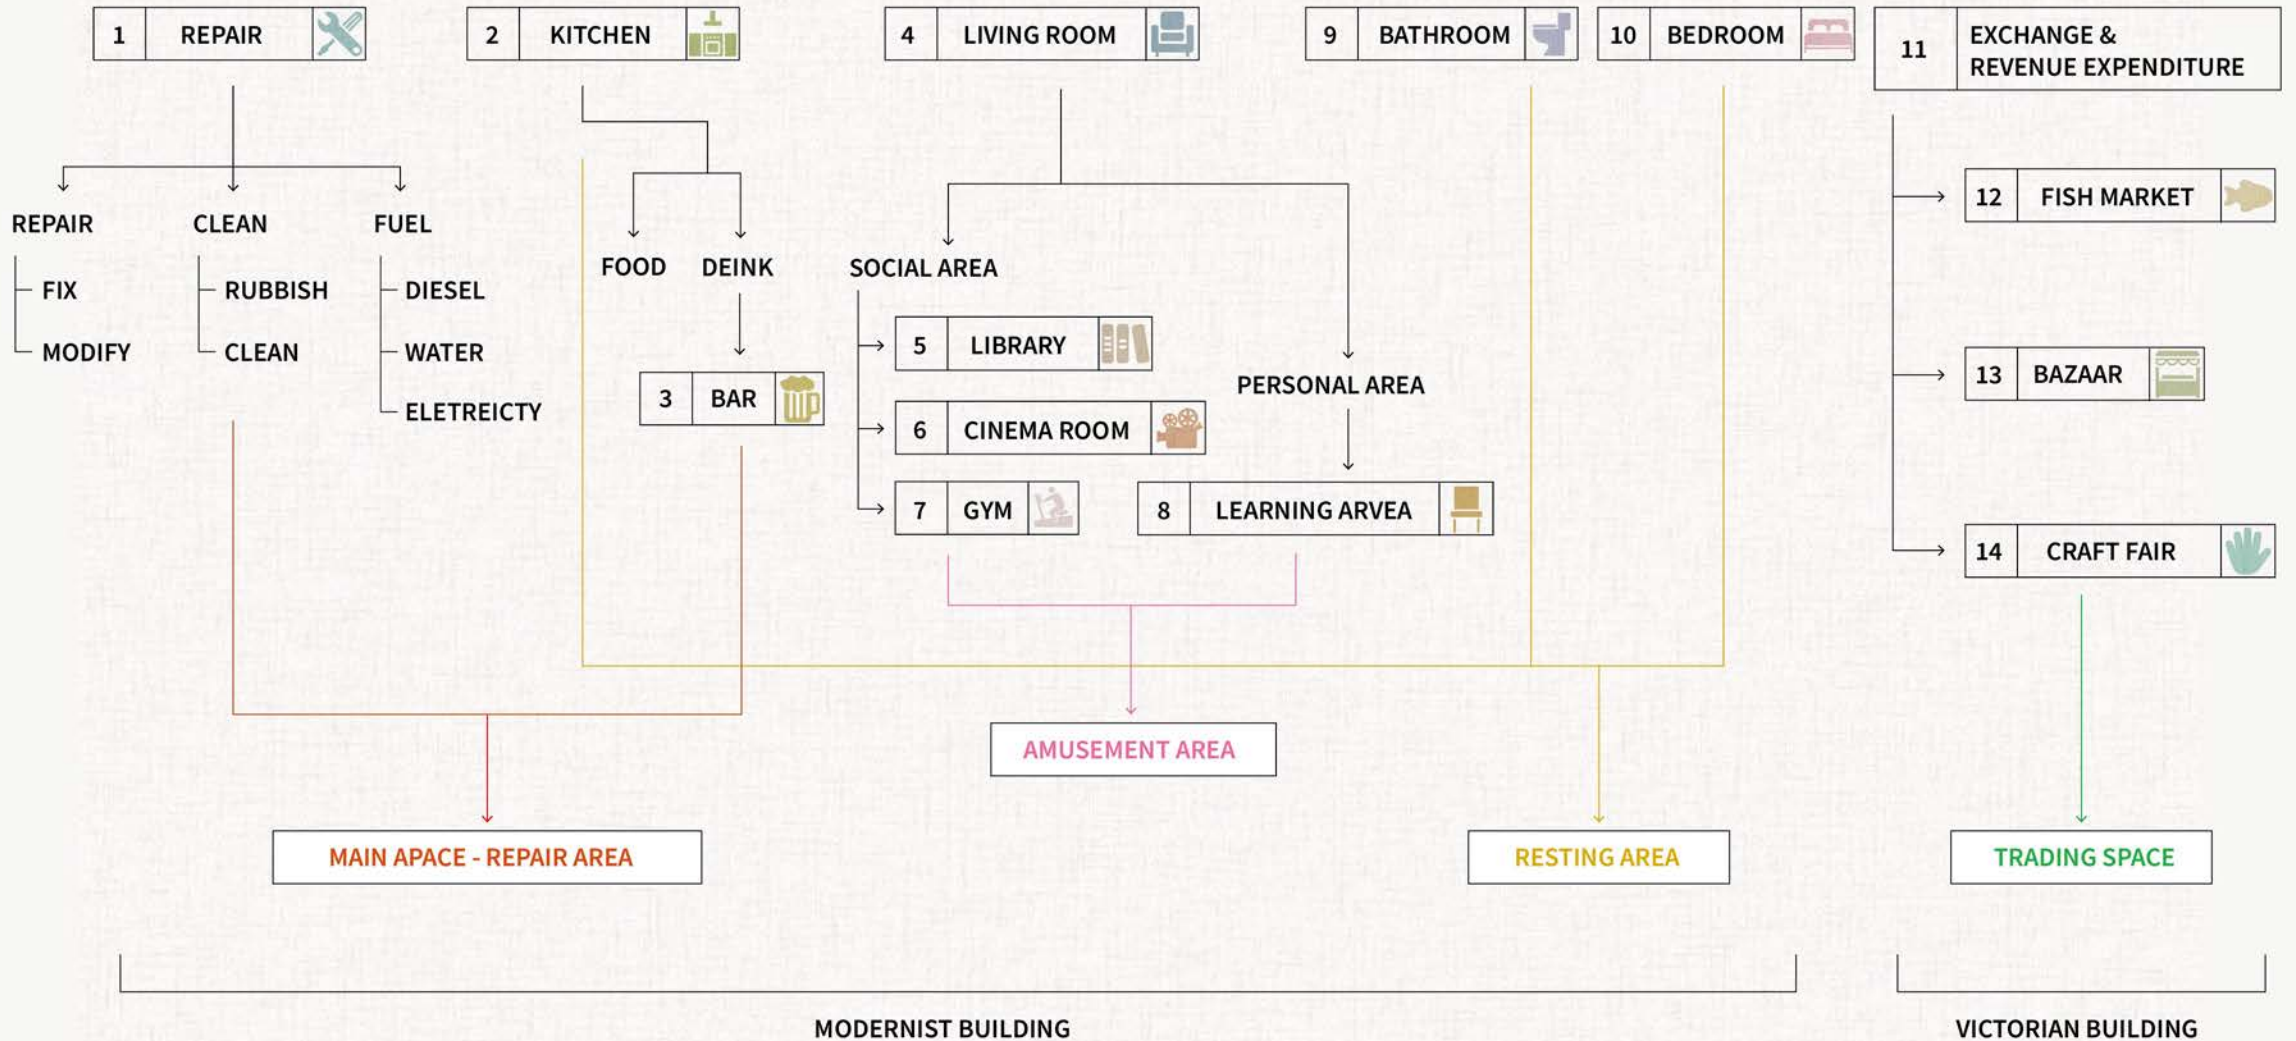 1 REPAIR
2 KITCHEN
4 LIVING ROOM
9 BATHROOM
10 BEDROOM
11 EXCHANGE &
REVENUE EXPENDITURE
REPAIR
FIX
MODIFY
CLEAN
RUBBISH
CLEAN
FUEL
DIESEL
WATER
ELETREICTY
FOOD
DEINK
3 BAR
SOCIAL AREA
5 LIBRARY
6 CINEMA ROOM
7 GYM
PERSONAL AREA
8 LEARNING ARVEA
12 FISH MARKET
13 BAZAAR
14 CRAFT FAIR
AMUSEMENT AREA
MAIN APACE - REPAIR AREA
RESTING AREA
TRADING SPACE
MODERNIST BUILDING
VICTORIAN BUILDING